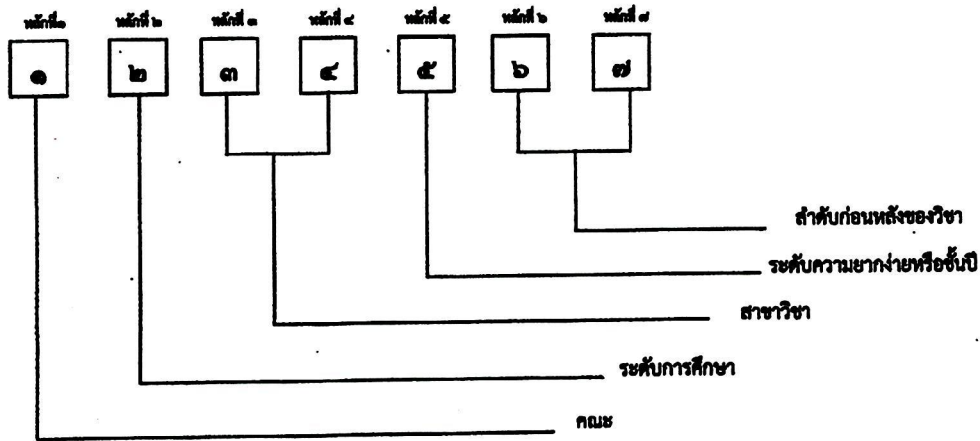 หลักที่๑ หลักที่ ๒ หลักที่ ๓ หลักที่ ๔ หลักที่ ๕ หลักที่ ๖ หลักที่ ๗
๑ ๒ ๓ ๔ ๕ ๖ ๗
ลำดับก่อนหลังของวิชา
ระดับความยากง่ายหรือชั้นปี
สาขาวิชา
ระดับการศึกษา
คณะ